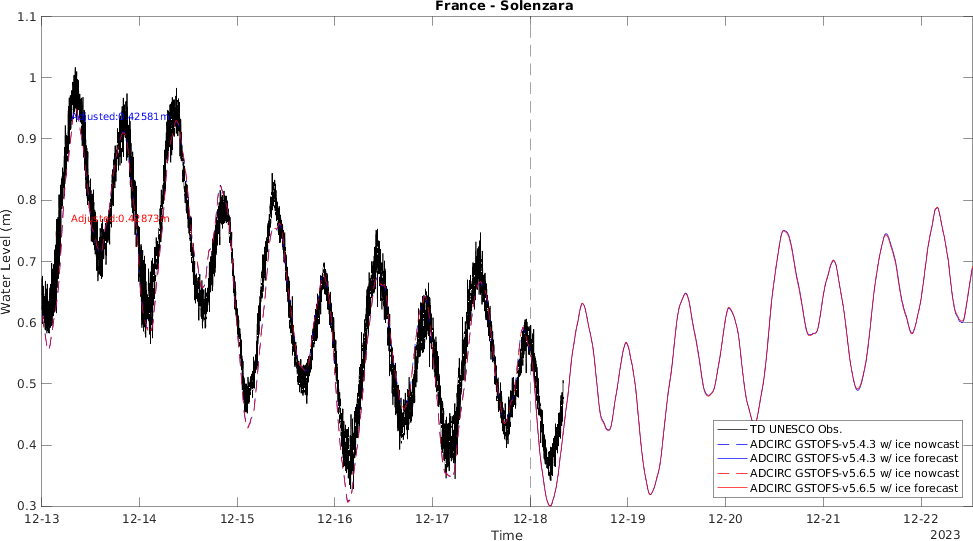 France - Solenzara
1.1
1
0.9
0.8
0.7
0.6
0.5
0.4
0.3
Water Level (m)
Adjusted:0.42581m
Adjusted:0.42873m
TD UNESCO Obs.
ADCIRC GSTOFS-v5.4.3 w/ ice nowcast
ADCIRC GSTOFS-v5.4.3 w/ ice forecast
ADCIRC GSTOFS-v5.6.5 w/ ice nowcast
ADCIRC GSTOFS-v5.6.5 w/ ice forecast
12-13 12-14 12-15 12-16 12-17 12-18 12-19 12-20 12-21 12-22
Time
2023